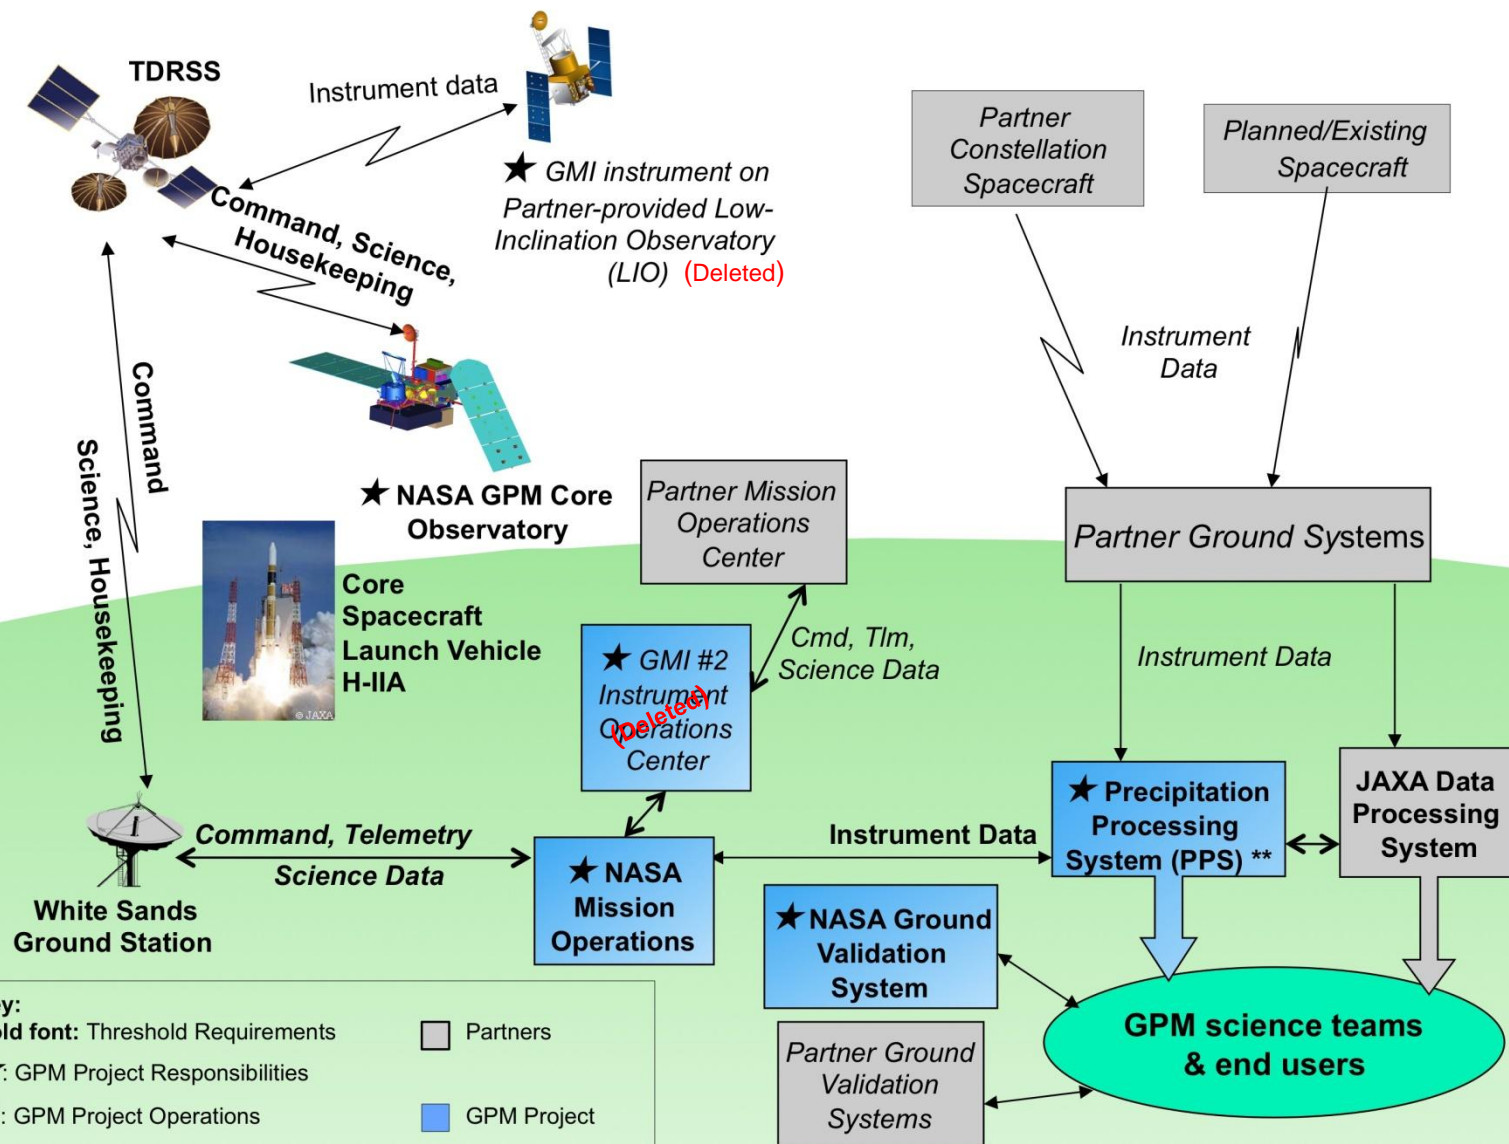 TDRSS
Instrument data
★ GMI instrument on
Partner-provided Low-
Inclination Observatory
(LIO) (Deleted)
Partner
Constellation
Spacecraft
Planned/Existing
Spacecraft
Command, Science,
Housekeeping
Instrument
Data
Command
Science, Housekeeping
★ NASA GPM Core
Observatory
Partner Mission
Operations
Center
Partner Ground Systems
Core
Spacecraft
Launch Vehicle
H-IIA
© JAXA
★ GMI #2
Instrument
Operations
Center
(Deleted)
Cmd, Tlm,
Science Data
Instrument Data
★ Precipitation
Processing
System (PPS) **
JAXA Data
Processing
System
Command, Telemetry
Science Data
Instrument Data
White Sands
Ground Station
★ NASA
Mission
Operations
★ NASA Ground
Validation
System
GPM science teams
& end users
Partner Ground
Validation
Systems
ey:
old font: Threshold Requirements
Partners
: GPM Project Responsibilities
: GPM Project Operations
GPM Project